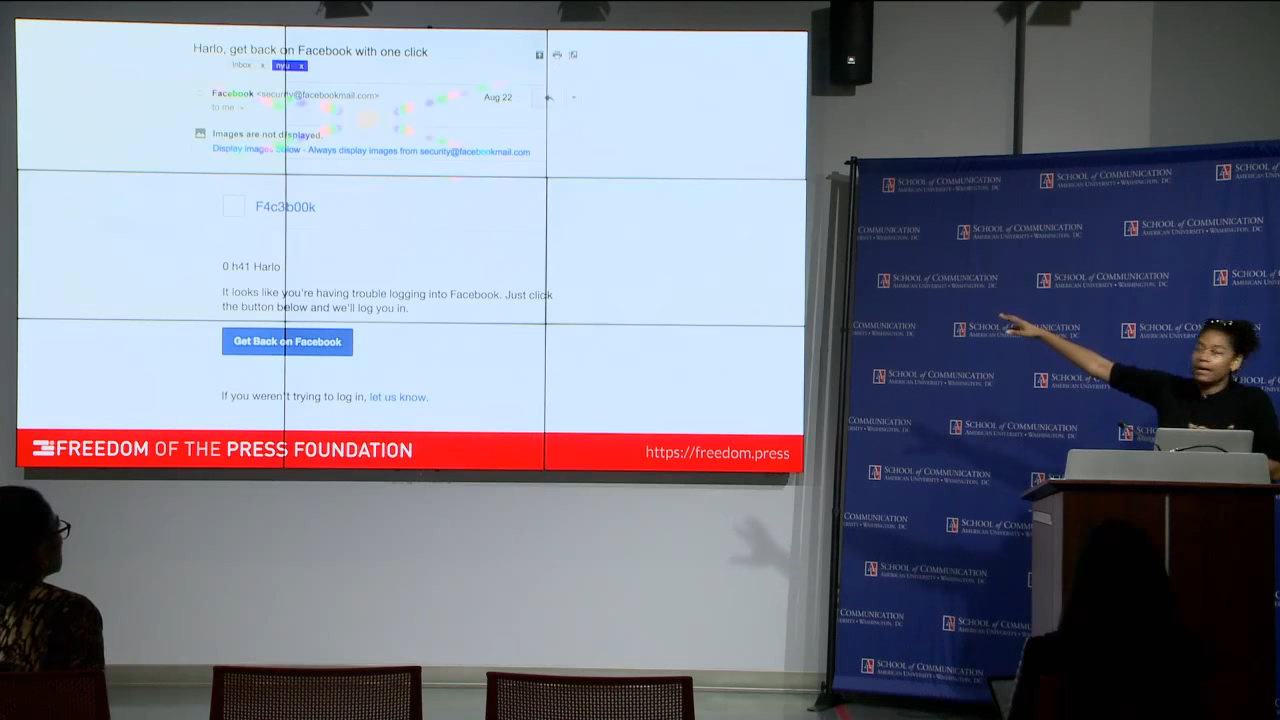 Harlo, get back on Facebook with one click
Inbox x nyu x
Facebook <security@facebookmail.com>
Aug 22
to me
Images are not displayed.
Display images below - Always display images from security@facebookmail.com
F4c3b00k
0 h41 Harlo
It looks like you're having trouble logging into Facebook. Just click
the button below and we'll log you in.
Get Back on Facebook
If you weren't trying to log in, let us know.
FREEDOM OF THE PRESS FOUNDATION
https://freedom.press
SCHOOL of COMMUNICATION
AMERICAN UNIVERSITY • WASHINGTON, DC